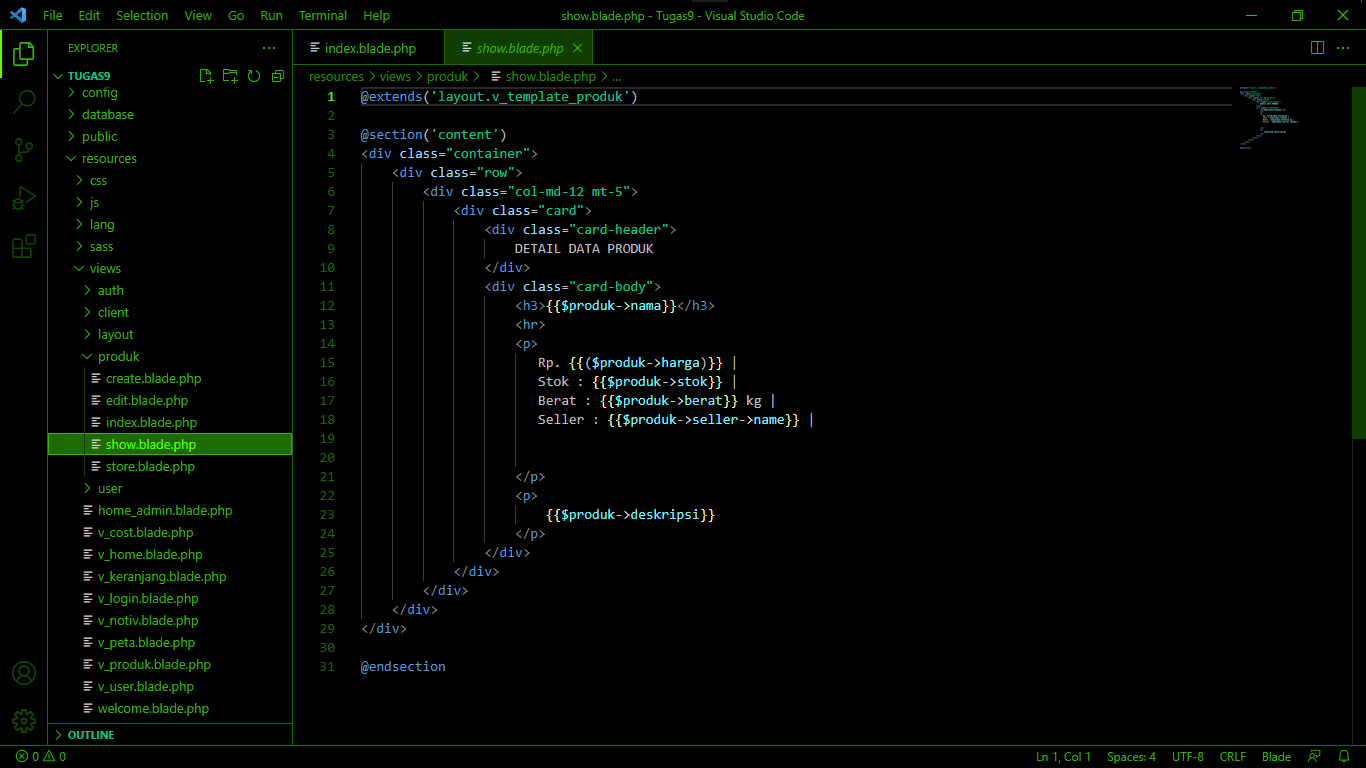 File Edit Selection View Go Run Terminal Help show.blade.php - Tugas9 - Visual Studio Code
EXPLORER
TUGAS9
config
database
public
resources
css
js
lang
sass
views
auth
client
layout
produk
create.blade.php
edit.blade.php
index.blade.php
show.blade.php
store.blade.php
user
home_admin.blade.php
v_cost.blade.php
v_home.blade.php
v_keranjang.blade.php
v_login.blade.php
v_notiv.blade.php
v_peta.blade.php
v_produk.blade.php
v_user.blade.php
welcome.blade.php
OUTLINE
index.blade.php show.blade.php
resources > views > produk > show.blade.php > ...
1 @extends('layout.v_template_produk')
2
3 @section('content')
4 <div class="container">
5 <div class="row">
6 <div class="col-md-12 mt-5">
7 <div class="card">
8 <div class="card-header">
9 DETAIL DATA PRODUK
10 </div>
11 <div class="card-body">
12 <h3>{{$produk->nama}}</h3>
13 <hr>
14 <p>
15 Rp. {{($produk->harga)}} |
16 Stok : {{$produk->stok}} |
17 Berat : {{$produk->berat}} kg |
18 Seller : {{$produk->seller->name}} |
19
20
21 </p>
22 <p>
23 {{$produk->deskripsi}}
24 </p>
25 </div>
26 </div>
27 </div>
28 </div>
29 </div>
30
31 @endsection
0 0 Ln 1, Col 1 Spaces: 4 UTF-8 CRLF Blade